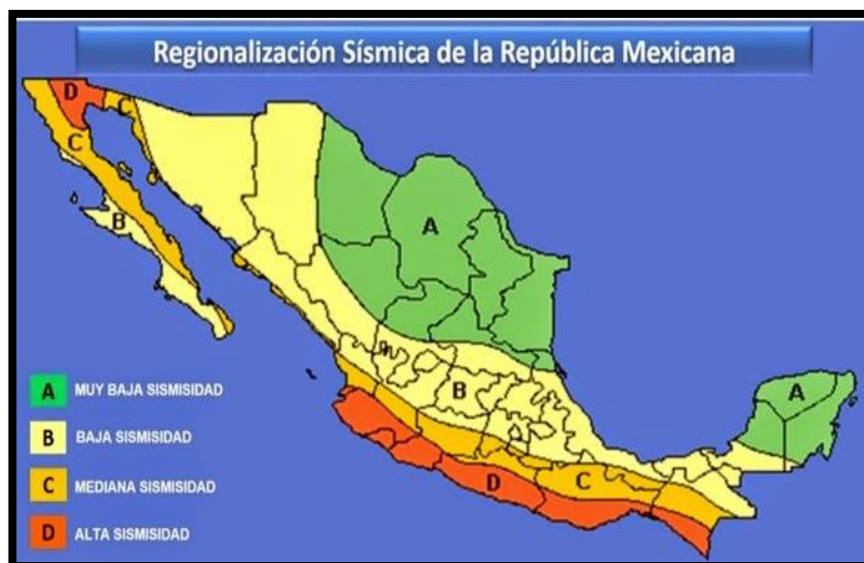 Regionalización Sísmica de la República Mexicana
D
C
C
B
A
A
B
C
D
A MUY BAJA SISMISIDAD
B BAJA SISMISIDAD
C MEDIANA SISMISIDAD
D ALTA SISMISIDAD